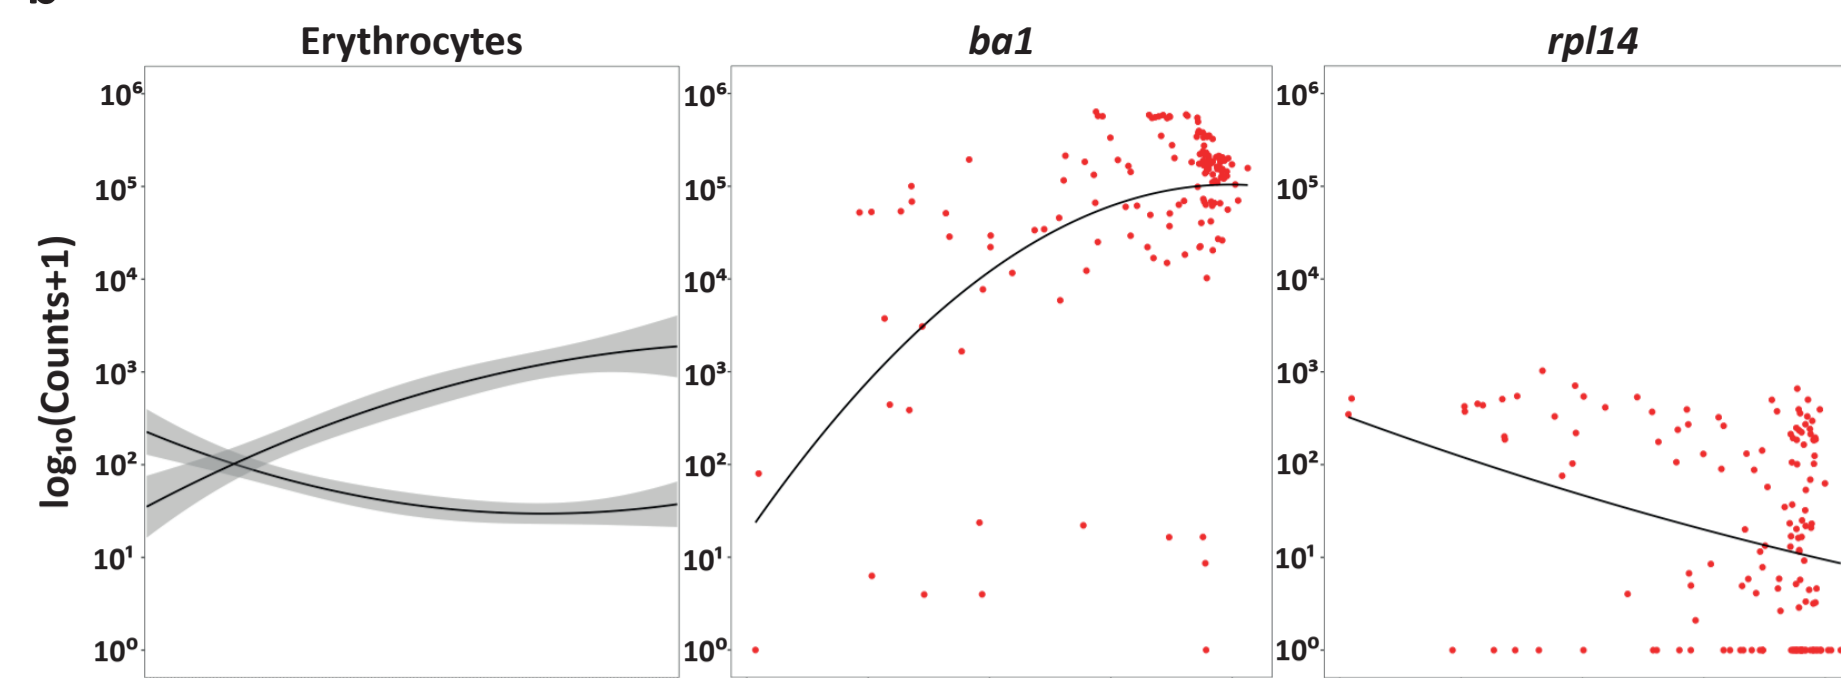 Erythrocytes ba1 rpl14
log₁₀(Counts+1)
10⁶ 10⁶ 10⁶
10⁵ 10⁵ 10⁵
10⁴ 10⁴ 10⁴
10³ 10³ 10³
10² 10² 10²
10¹ 10¹ 10¹
10⁰ 10⁰ 10⁰